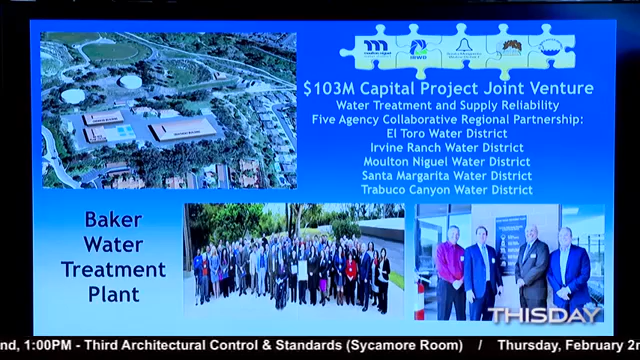 IRWD
$103M Capital Project Joint Venture
Water Treatment and Supply Reliability
Five Agency Collaborative Regional Partnership:
El Toro Water District
Irvine Ranch Water District
Moulton Niguel Water District
Santa Margarita Water District
Trabuco Canyon Water District
Baker
Water
Treatment
Plant
THISDAY
nd, 1:00PM - Third Architectural Control & Standards (Sycamore Room) / Thursday, February 2n